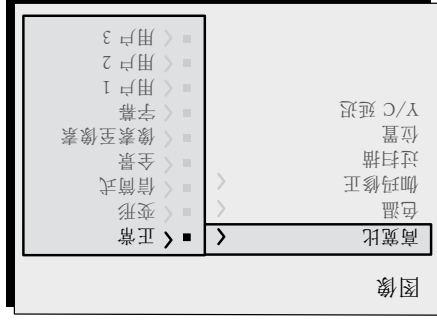 图像
高宽比
色温
伽玛修正
过扫描
位置
Y/C 延迟
正常
变形
信箱式
全景
像素至像素
字幕
用户 1
用户 2
用户 3